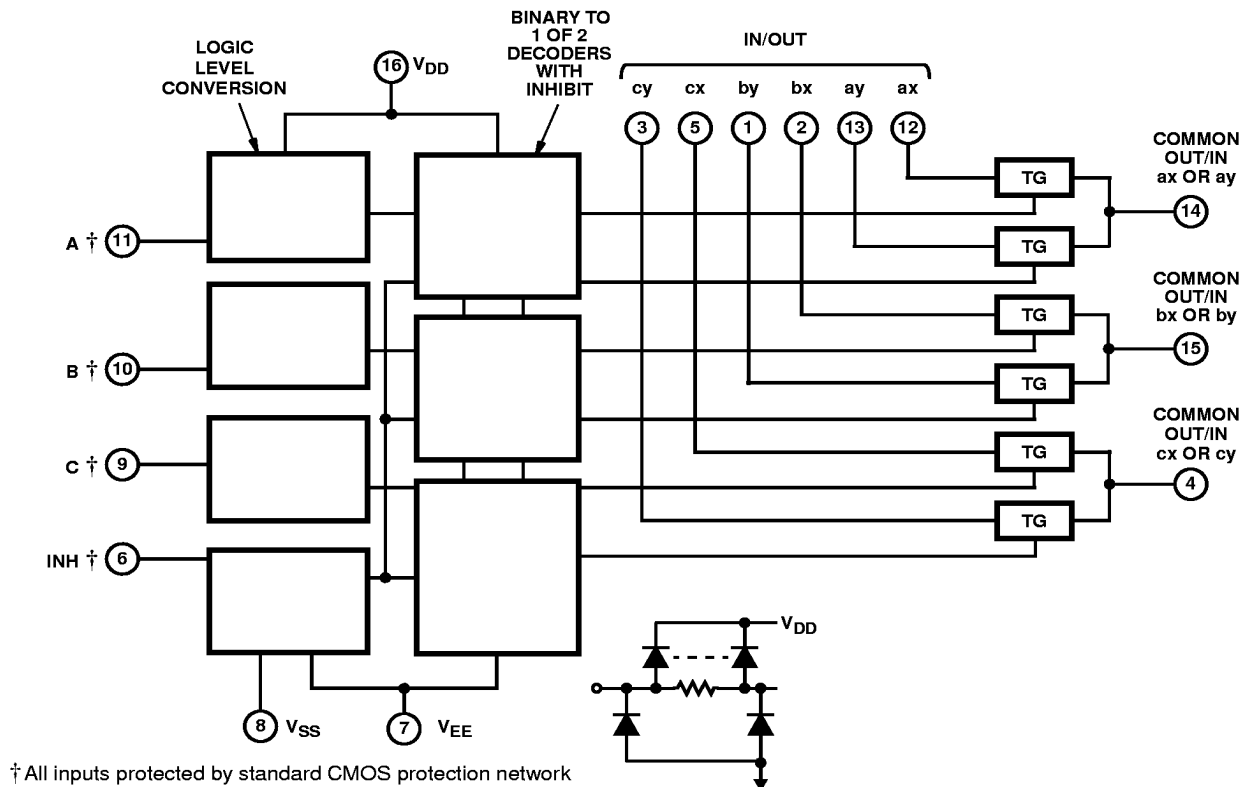 LOGIC
LEVEL
CONVERSION
16 VDD
BINARY TO
1 OF 2
DECODERS
WITH
INHIBIT
IN/OUT
cy cx by bx ay ax
3 5 1 2 13 12
TG
TG
TG
TG
TG
TG
COMMON
OUT/IN
ax OR ay
14
COMMON
OUT/IN
bx OR by
15
COMMON
OUT/IN
cx OR cy
4
A † 11
B † 10
C † 9
INH † 6
8 VSS
7 VEE
VDD
† All inputs protected by standard CMOS protection network